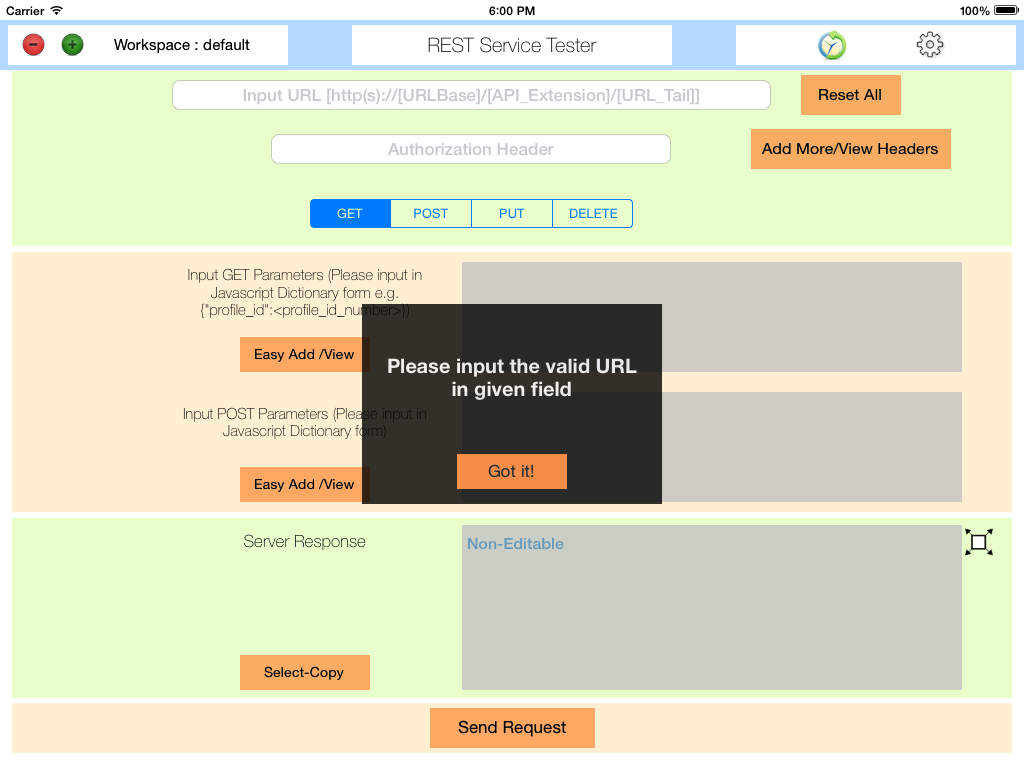 Carrier
6:00 PM
100%
Workspace : default
REST Service Tester
Input URL [http(s)://[URLBase]/[API_Extension]/[URL_Tail]]
Reset All
Authorization Header
Add More/View Headers
GET
POST
PUT
DELETE
Input GET Parameters (Please input in
Javascript Dictionary form e.g.
{"profile_id":<profile_id_number>})
Easy Add /View
Please input the valid URL
in given field
Input POST Parameters (Please input in
Javascript Dictionary form)
Got it!
Easy Add /View
Server Response
Non-Editable
Select-Copy
Send Request